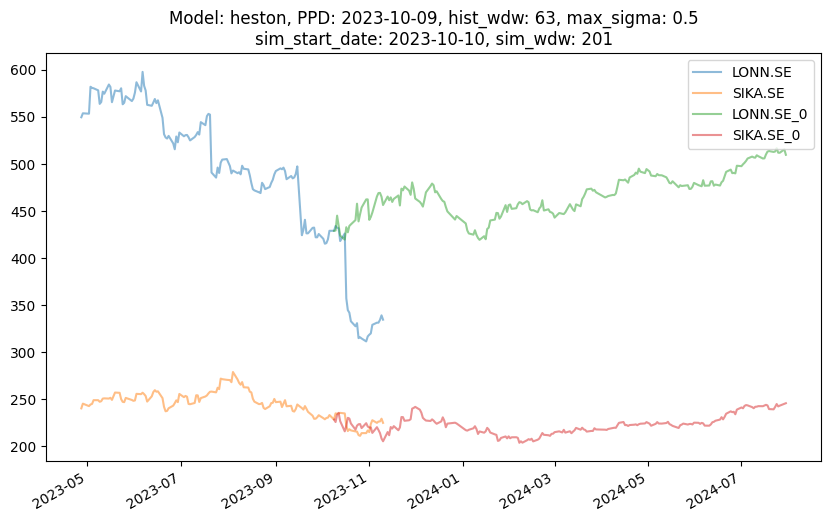 Model: heston, PPD: 2023-10-09, hist_wdw: 63, max_sigma: 0.5
sim_start_date: 2023-10-10, sim_wdw: 201
LONN.SE
SIKA.SE
LONN.SE_0
SIKA.SE_0
600
550
500
450
400
350
300
250
200
2023-05
2023-07
2023-09
2023-11
2024-01
2024-03
2024-05
2024-07